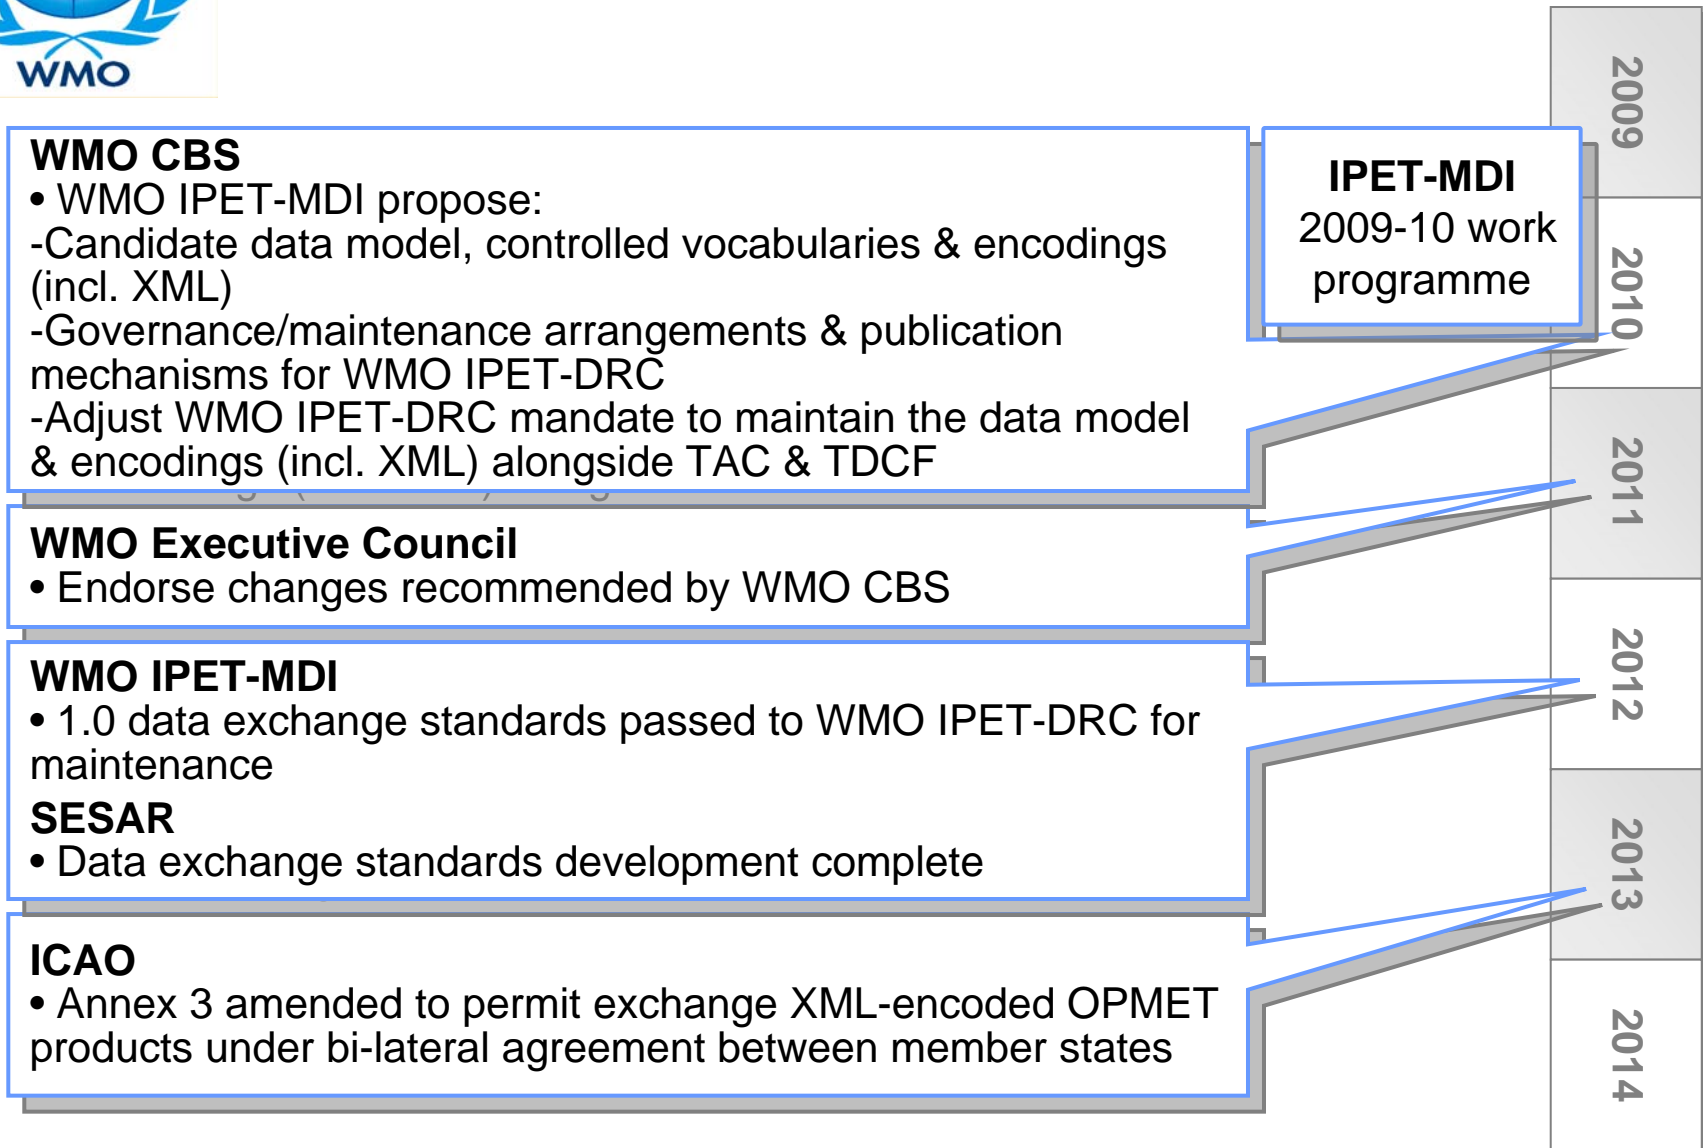 WMO
WMO CBS
• WMO IPET-MDI propose:
-Candidate data model, controlled vocabularies & encodings
(incl. XML)
-Governance/maintenance arrangements & publication
mechanisms for WMO IPET-DRC
-Adjust WMO IPET-DRC mandate to maintain the data model
& encodings (incl. XML) alongside TAC & TDCF
IPET-MDI
2009-10 work
programme
WMO Executive Council
• Endorse changes recommended by WMO CBS
WMO IPET-MDI
• 1.0 data exchange standards passed to WMO IPET-DRC for
maintenance
SESAR
• Data exchange standards development complete
ICAO
• Annex 3 amended to permit exchange XML-encoded OPMET
products under bi-lateral agreement between member states
2009
2010
2011
2012
2013
2014